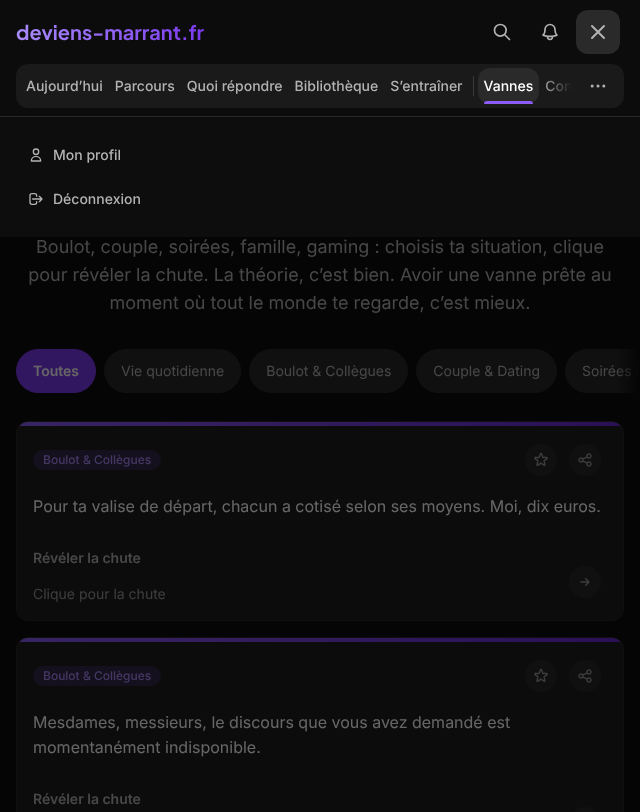 deviens-marrant.fr
Aujourd’hui Parcours Quoi répondre Bibliothèque S’entraîner Vannes
Mon profil
Déconnexion
Boulot, couple, soirées, famille, gaming : choisis ta situation, clique
pour révéler la chute. La théorie, c’est bien. Avoir une vanne prête au
moment où tout le monde te regarde, c’est mieux.
Toutes Vie quotidienne Boulot & Collègues Couple & Dating Soirées
Boulot & Collègues
Pour ta valise de départ, chacun a cotisé selon ses moyens. Moi, dix euros.
Révéler la chute
Clique pour la chute
Boulot & Collègues
Mesdames, messieurs, le discours que vous avez demandé est
momentanément indisponible.
Révéler la chute